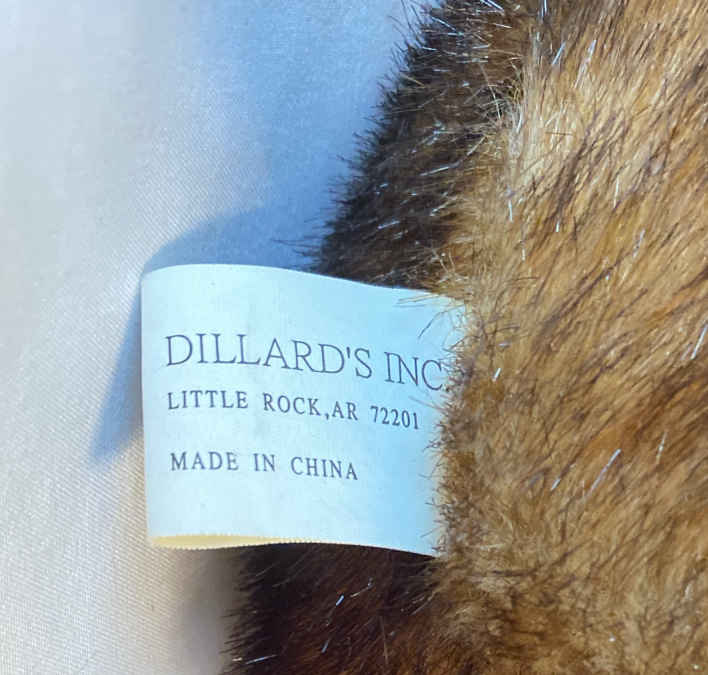 DILLARD'S INC.
LITTLE ROCK,AR 72201
MADE IN CHINA